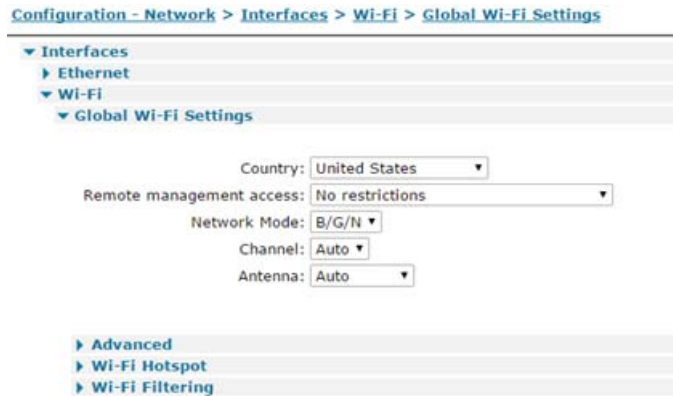 Configuration - Network > Interfaces > Wi-Fi > Global Wi-Fi Settings
Interfaces
Ethernet
Wi-Fi
Global Wi-Fi Settings
Country: United States
Remote management access: No restrictions
Network Mode: B/G/N
Channel: Auto
Antenna: Auto
Advanced
Wi-Fi Hotspot
Wi-Fi Filtering